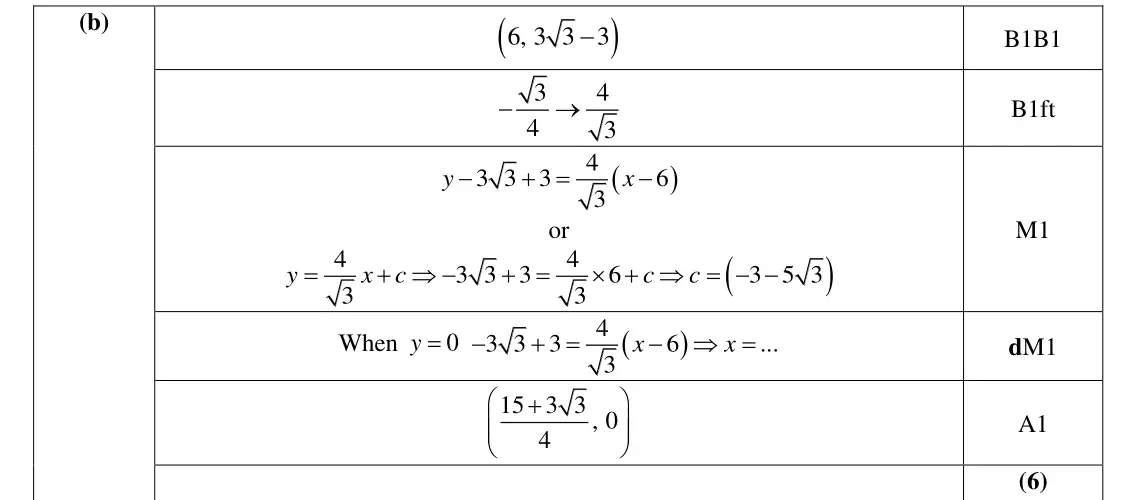 (b)
(6, 3√3 − 3)
B1B1
−√3/4 → 4/√3
B1ft
y − 3√3 + 3 = 4/√3 (x − 6)
or
y = 4/√3 x + c ⇒ −3√3 + 3 = 4/√3 × 6 + c ⇒ c = (−3 − 5√3)
M1
When y = 0 −3√3 + 3 = 4/√3 (x − 6) ⇒ x = ...
dM1
((15 + 3√3)/4, 0)
A1
(6)